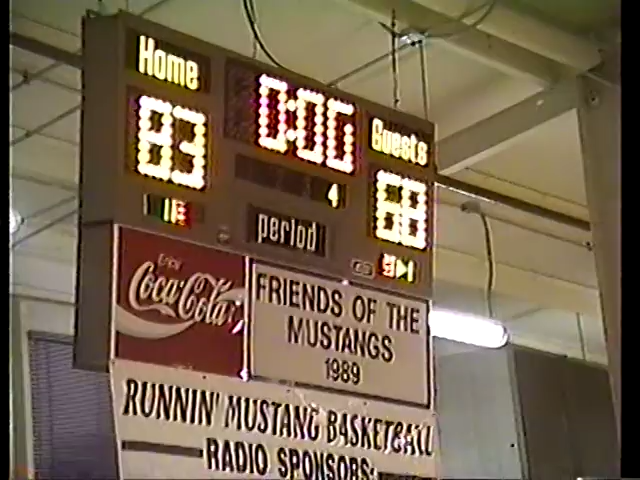 Home
0:00
Guests
83
68
4
period
Enjoy
Coca-Cola
FRIENDS OF THE
MUSTANGS
1989
RUNNIN' MUSTANG BASKETBALL
RADIO SPONSORS: